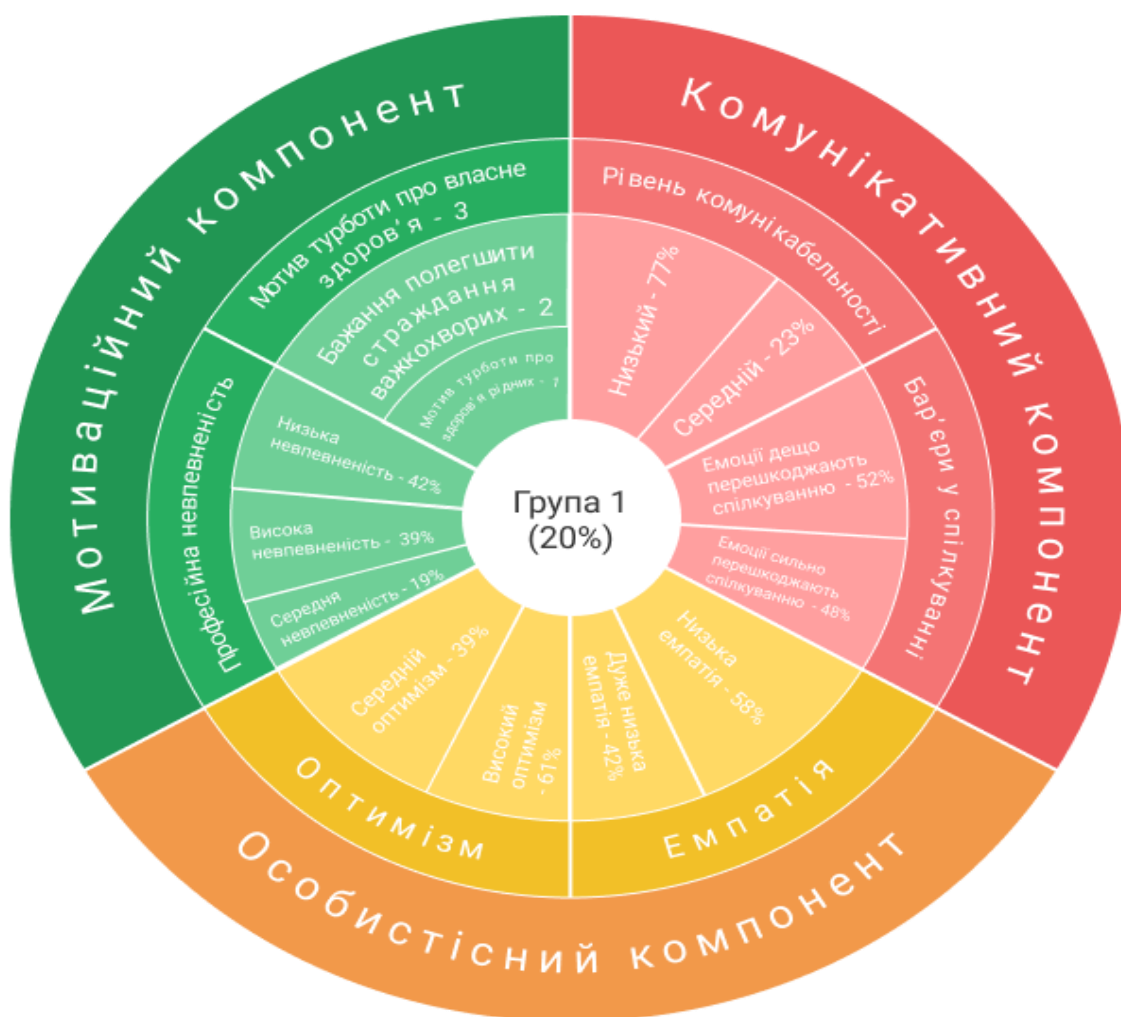 Мотиваційний компонент
Мотив турботи про власне
здоров'я - 3
Бажання полегшити
страждання
важкохворих - 2
Мотив турботи про
здоров'я рідних - 1
Професійна невпевненість
Низька
невпевненість - 42%
Висока
невпевненість - 39%
Середня
невпевненість - 19%
Комунікативний компонент
Рівень комунікабельності
Низький - 77%
Середній - 23%
Бар'єри у спілкуванні
Емоції дещо
перешкоджають
спілкуванню - 52%
Емоції сильно
перешкоджають
спілкуванню - 48%
Група 1
(20%)
Особистісний компонент
Оптимізм
Середній
оптимізм - 39%
Високий
оптимізм
- 61%
Емпатія
Дуже низька
емпатія - 42%
Низька
емпатія - 58%